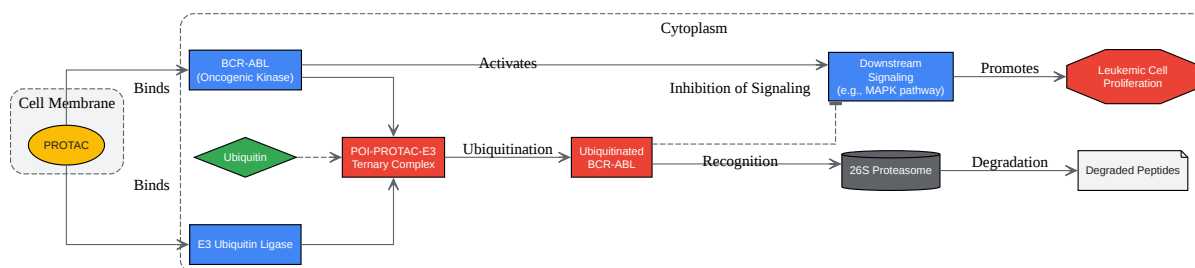 Cytoplasm
BCR-ABL
(Oncogenic Kinase)
Activates
Downstream
Signaling
(e.g., MAPK pathway)
Promotes
Leukemic Cell
Proliferation
Binds
Inhibition of Signaling
Cell Membrane
PROTAC
Ubiquitin
POI-PROTAC-E3
Ternary Complex
Ubiquitination
Ubiquitinated
BCR-ABL
Recognition
26S Proteasome
Degradation
Degraded Peptides
Binds
E3 Ubiquitin Ligase